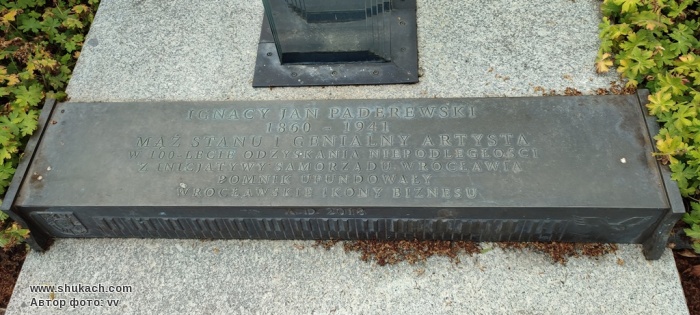 IGNACY JAN PADEREWSKI
1860 – 1941
MĄŻ STANU I GENIALNY ARTYSTA
W 100-LECIE ODZYSKANIA NIEPODLEGŁOŚCI
Z INICJATYWY SAMORZĄDU WROCŁAWIA
POMNIK UFUNDOWAŁY
WROCŁAWSKIE IKONY BIZNESU
A.D. 2018
www.shukach.com
Автор фото: vv